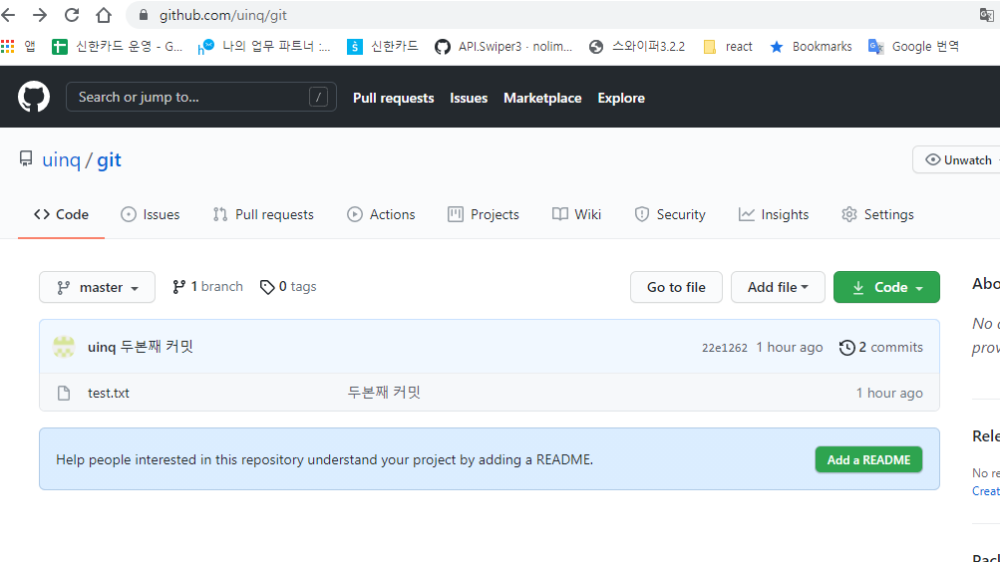 github.com/uinq/git
앱 신한카드 운영 - G... 나의 업무 파트너 :... 신한카드 API.Swiper3 · nolim... 스와이퍼3.2.2 react Bookmarks Google 번역
Search or jump to... / Pull requests Issues Marketplace Explore
uinq / git Unwatch
Code Issues Pull requests Actions Projects Wiki Security Insights Settings
master 1 branch 0 tags Go to file Add file Code
Abo
No
prov
uinq 두본째 커밋 22e1262 1 hour ago 2 commits
test.txt 두본째 커밋 1 hour ago
Rele
Help people interested in this repository understand your project by adding a README. Add a README
No re
Creat
Pac